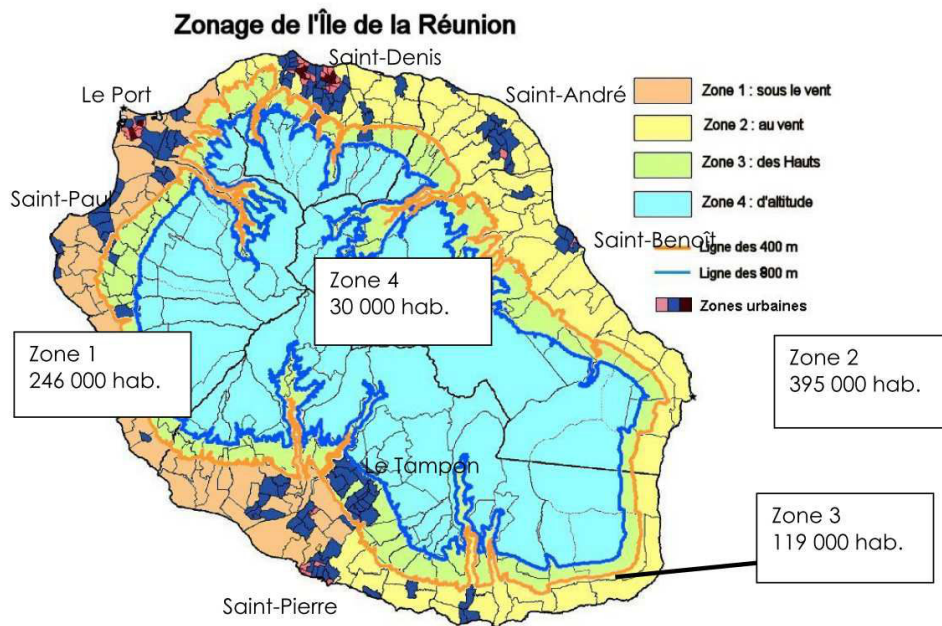 Zonage de l'Île de la Réunion
Saint-Denis
Le Port
Saint-André
Zone 1 : sous le vent
Zone 2 : au vent
Zone 3 : des Hauts
Zone 4 : d'altitude
Saint-Paul
Saint-Benoît
Ligne des 400 m
Ligne des 800 m
Zones urbaines
Zone 4
30 000 hab.
Zone 1
246 000 hab.
Zone 2
395 000 hab.
Le Tampon
Zone 3
119 000 hab.
Saint-Pierre